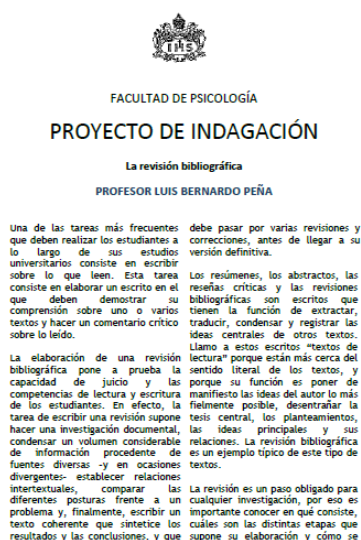 IHS
FACULTAD DE PSICOLOGÍA
PROYECTO DE INDAGACIÓN
La revisión bibliográfica
PROFESOR LUIS BERNARDO PEÑA
Una de las tareas más frecuentes
que deben realizar los estudiantes a
lo largo de sus estudios
universitarios consiste en escribir
sobre lo que leen. Esta tarea
consiste en elaborar un escrito en el
que deben demostrar su
comprensión sobre uno o varios
textos y hacer un comentario crítico
sobre lo leído.
La elaboración de una revisión
bibliográfica pone a prueba la
capacidad de juicio y las
competencias de lectura y escritura
de los estudiantes. En efecto, la
tarea de escribir una revisión supone
hacer una investigación documental,
condensar un volumen considerable
de información procedente de
fuentes diversas -y en ocasiones
divergentes- establecer relaciones
intertextuales, comparar las
diferentes posturas frente a un
problema y, finalmente, escribir un
texto coherente que sintetice los
resultados y las conclusiones, y que
debe pasar por varias revisiones y
correcciones, antes de llegar a su
versión definitiva.
Los resúmenes, los abstractos, las
reseñas críticas y las revisiones
bibliográficas son escritos que
tienen la función de extractar,
traducir, condensar y registrar las
ideas centrales de otros textos.
Llamo a estos escritos “textos de
lectura” porque están más cerca del
sentido literal de los textos, y
porque su función es poner de
manifiesto las ideas del autor lo más
fielmente posible, desentrañar la
tesis central, los planteamientos,
las ideas principales y sus
relaciones. La revisión bibliográfica
es un ejemplo típico de este tipo de
textos.
La revisión es un paso obligado para
cualquier investigación, por eso es
importante conocer en qué consiste,
cuáles son las distintas etapas que
supone su elaboración y cómo se